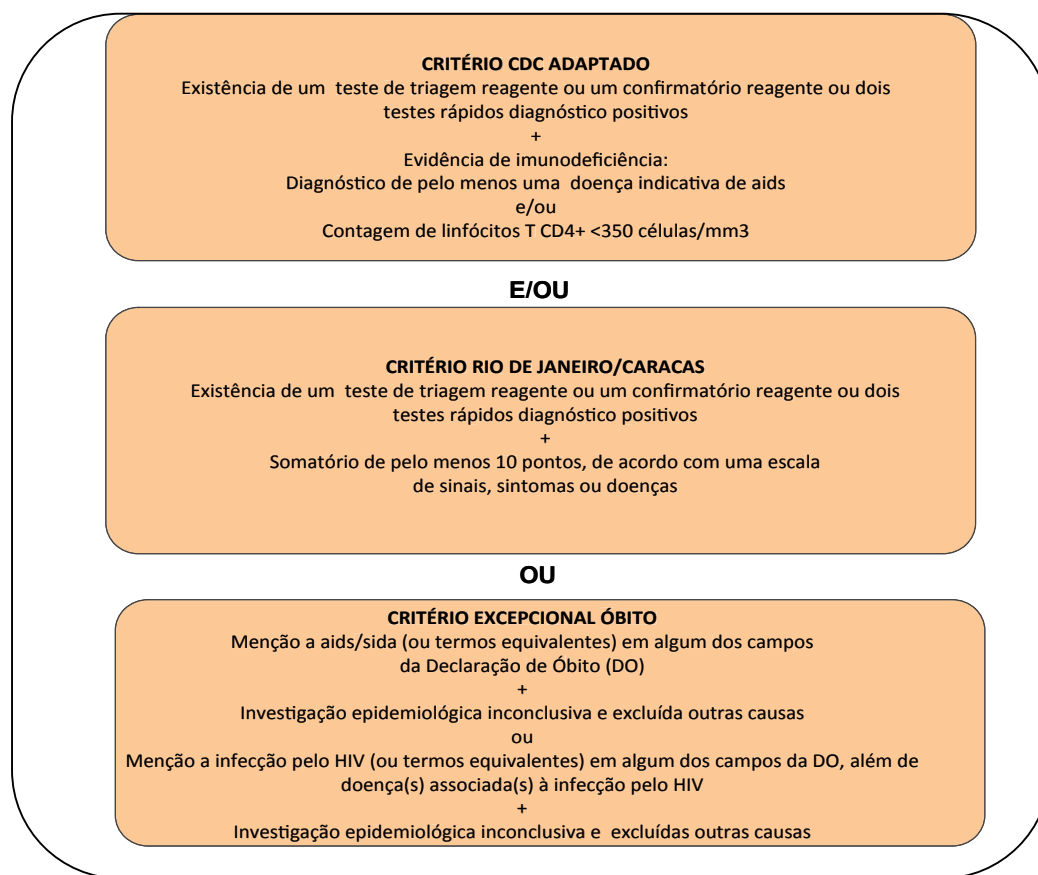 CRITÉRIO CDC ADAPTADO
Existência de um teste de triagem reagente ou um confirmatório reagente ou dois
testes rápidos diagnóstico positivos
+
Evidência de imunodeficiência:
Diagnóstico de pelo menos uma doença indicativa de aids
e/ou
Contagem de linfócitos T CD4+ <350 células/mm3
E/OU
CRITÉRIO RIO DE JANEIRO/CARACAS
Existência de um teste de triagem reagente ou um confirmatório reagente ou dois
testes rápidos diagnóstico positivos
+
Somatório de pelo menos 10 pontos, de acordo com uma escala
de sinais, sintomas ou doenças
OU
CRITÉRIO EXCEPCIONAL ÓBITO
Menção a aids/sida (ou termos equivalentes) em algum dos campos
da Declaração de Óbito (DO)
+
Investigação epidemiológica inconclusiva e excluída outras causas
ou
Menção a infecção pelo HIV (ou termos equivalentes) em algum dos campos da DO, além de
doença(s) associada(s) à infecção pelo HIV
+
Investigação epidemiológica inconclusiva e excluídas outras causas